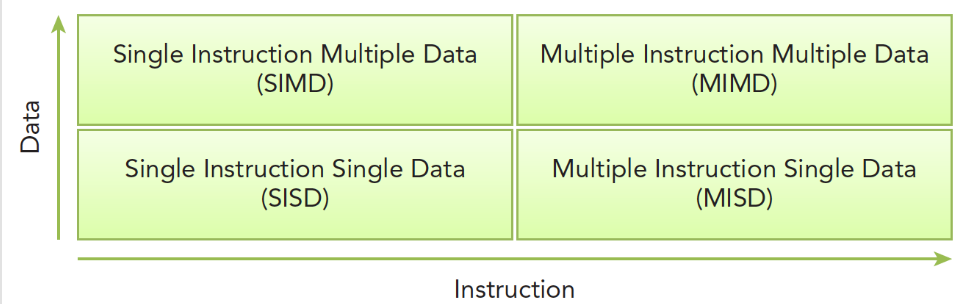 Single Instruction Multiple Data
(SIMD)
Multiple Instruction Multiple Data
(MIMD)
Data
Single Instruction Single Data
(SISD)
Multiple Instruction Single Data
(MISD)
Instruction